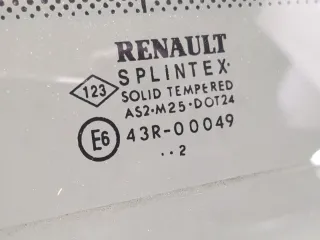 RENAULT
SPLINTEX·
123 SOLID TEMPERED
AS2·M25·DOT24
E6 43R-00049
··2